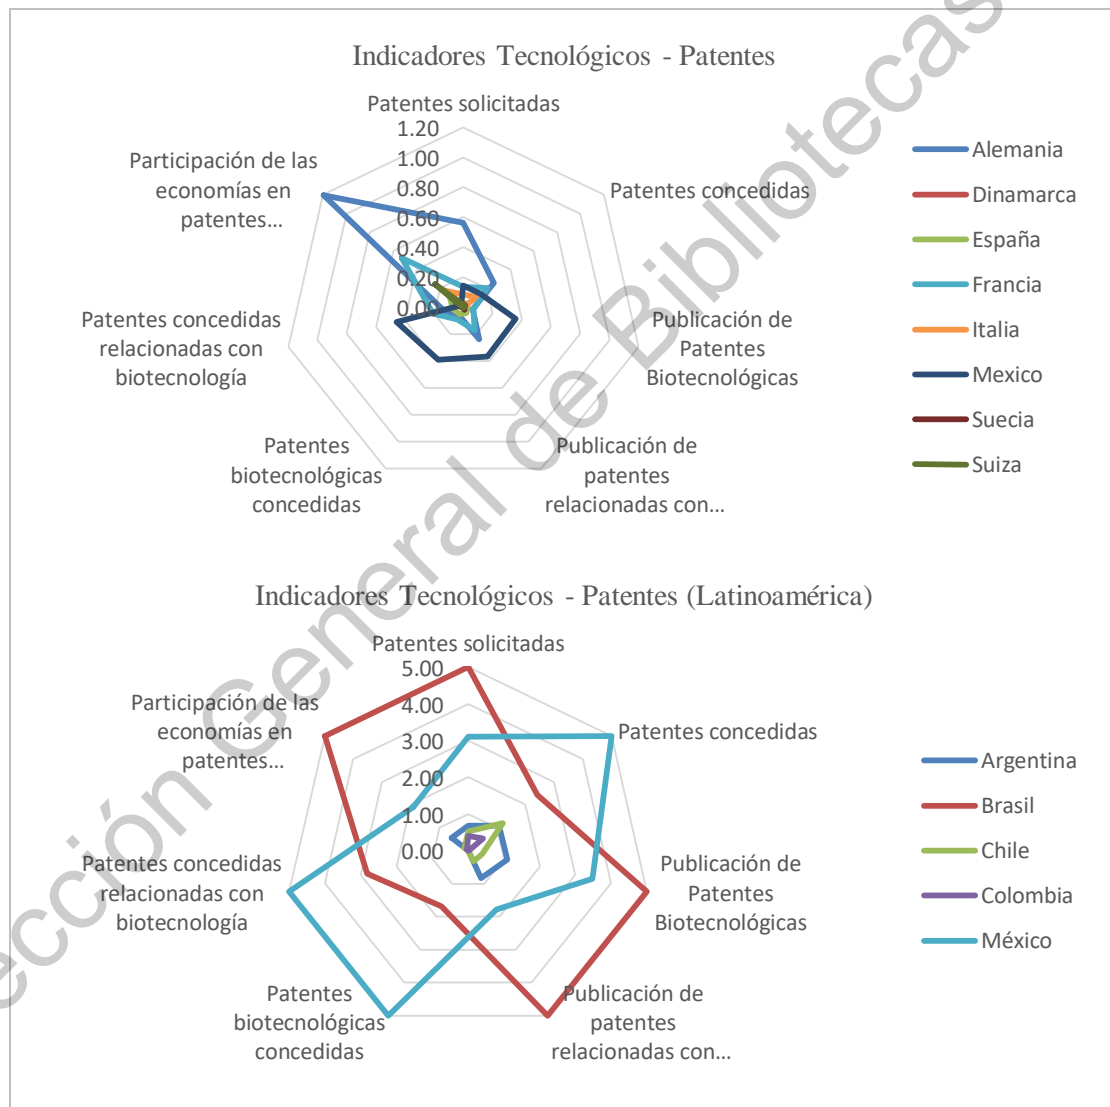 Indicadores Tecnológicos - Patentes
Patentes solicitadas
1.20
1.00
0.80
0.60
0.40
0.20
0.00
Patentes concedidas
Publicación de
Patentes
Biotecnológicas
Publicación de
patentes
relacionadas con...
Patentes
biotecnológicas
concedidas
Patentes concedidas
relacionadas con
biotecnología
Participación de las
economías en
patentes...
Alemania
Dinamarca
España
Francia
Italia
Mexico
Suecia
Suiza
Indicadores Tecnológicos - Patentes (Latinoamérica)
Patentes solicitadas
5.00
4.00
3.00
2.00
1.00
0.00
Patentes concedidas
Publicación de
Patentes
Biotecnológicas
Publicación de
patentes
relacionadas con...
Patentes
biotecnológicas
concedidas
Patentes concedidas
relacionadas con
biotecnología
Participación de las
economías en
patentes...
Argentina
Brasil
Chile
Colombia
México
ección General de Bibliotecas